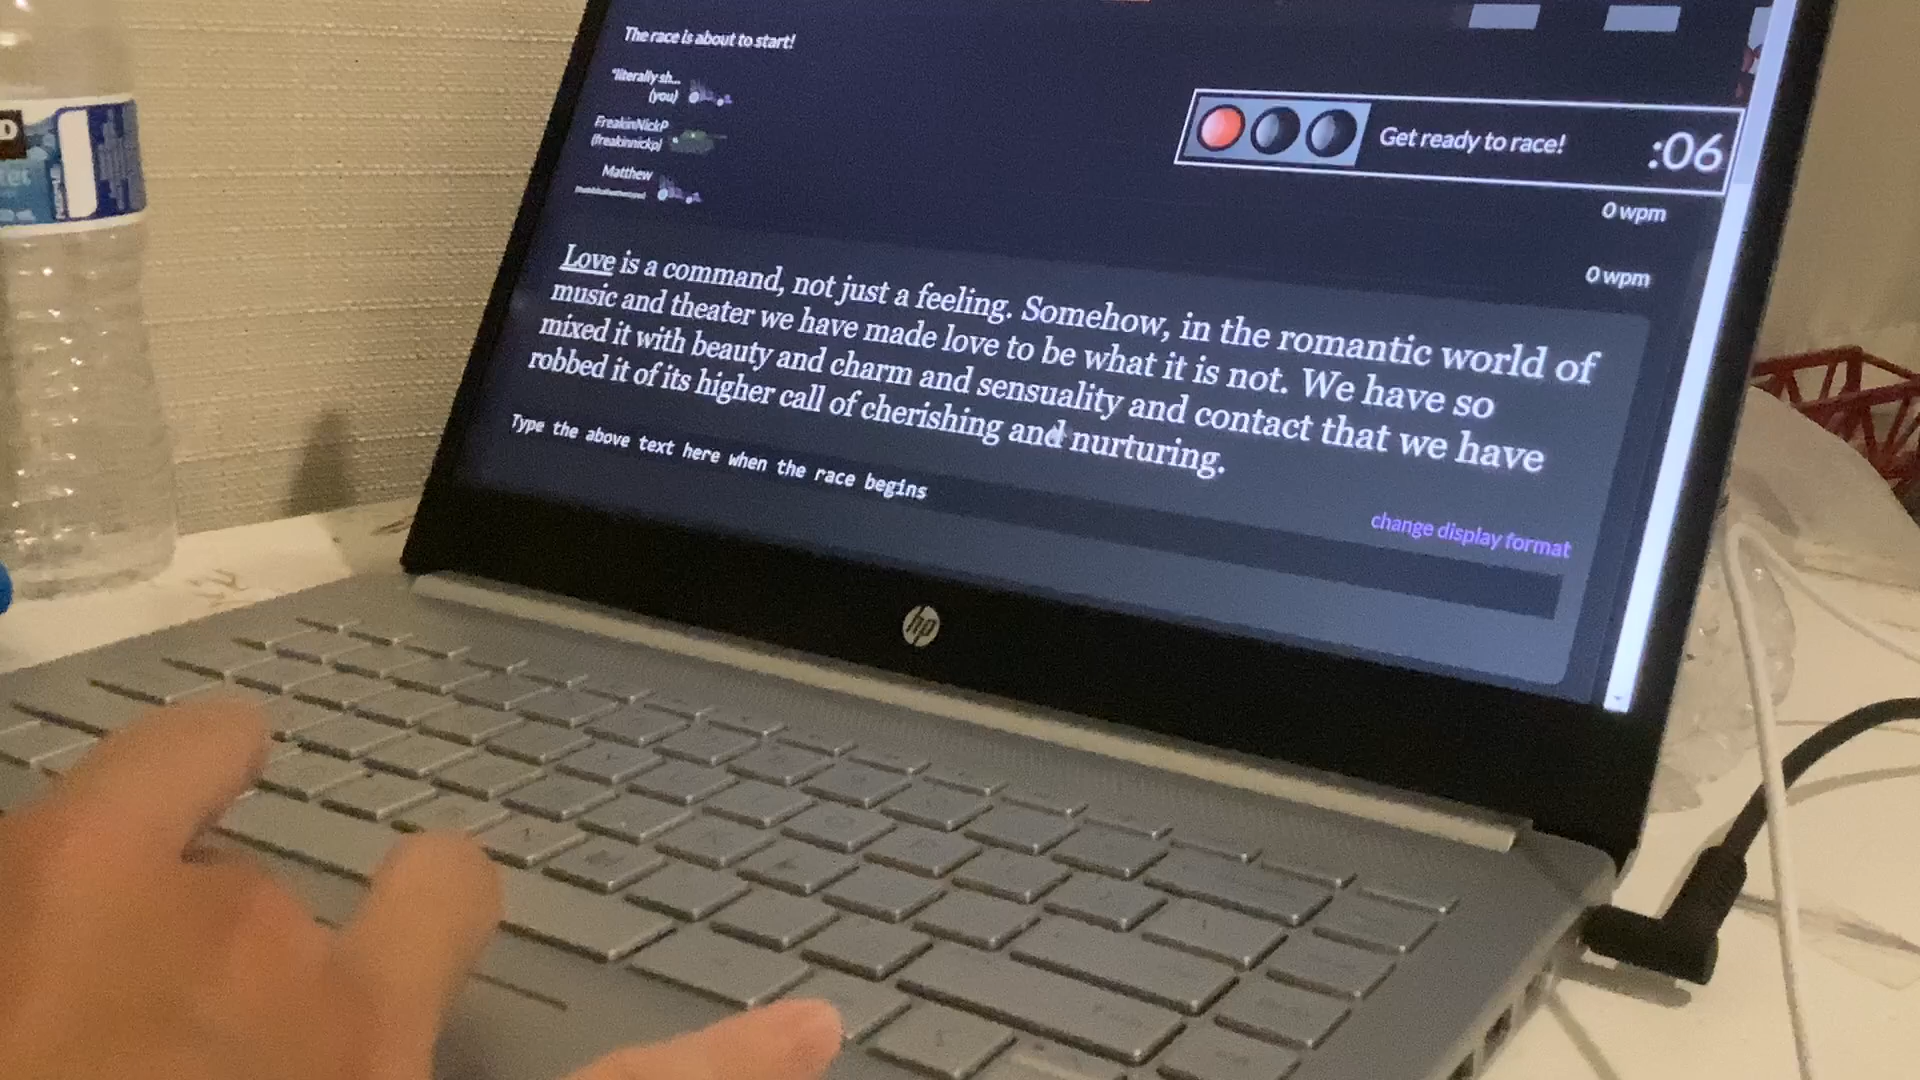 The race is about to start!
"literally sh...
(you)
FreakinNickP
(freakinnickp)
Matthew
Get ready to race! :06
0 wpm
0 wpm
Love is a command, not just a feeling. Somehow, in the romantic world of
music and theater we have made love to be what it is not. We have so
mixed it with beauty and charm and sensuality and contact that we have
robbed it of its higher call of cherishing and nurturing.
Type the above text here when the race begins
change display format
hp